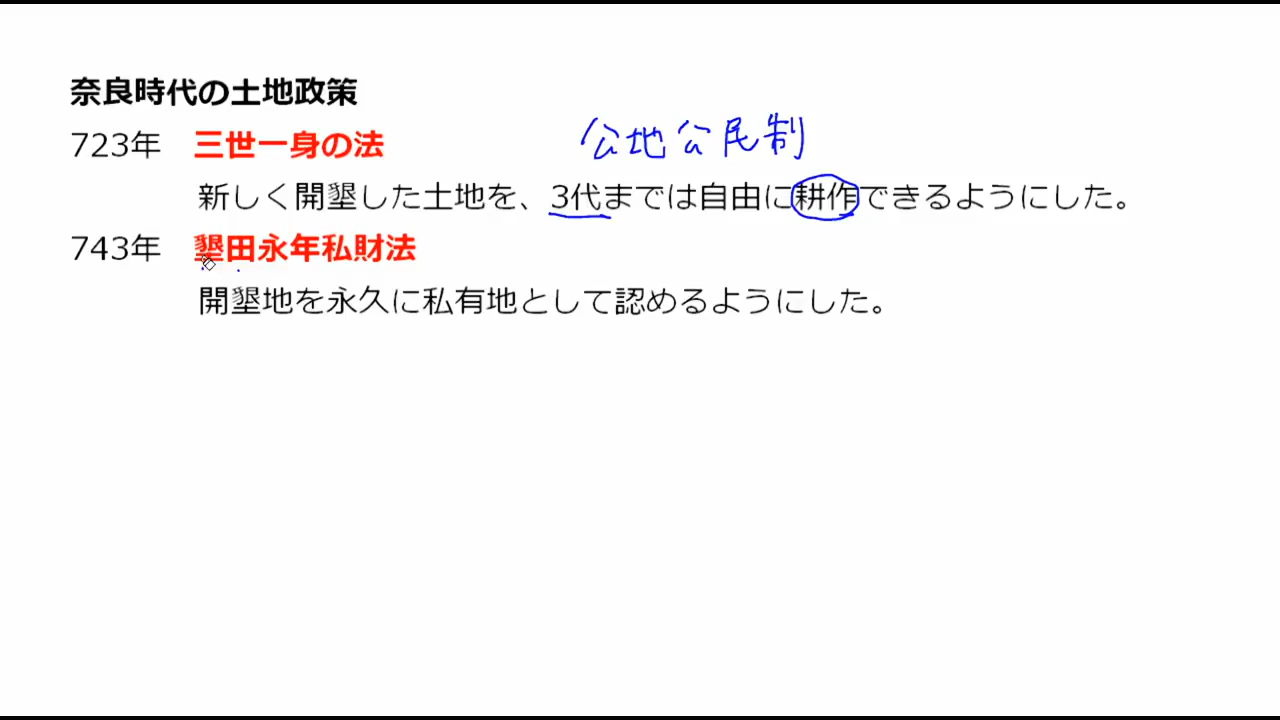 奈良時代の土地政策
723年 三世一身の法
公地公民制
新しく開墾した土地を、3代までは自由に耕作できるようにした。
743年 墾田永年私財法
開墾地を永久に私有地として認めるようにした。